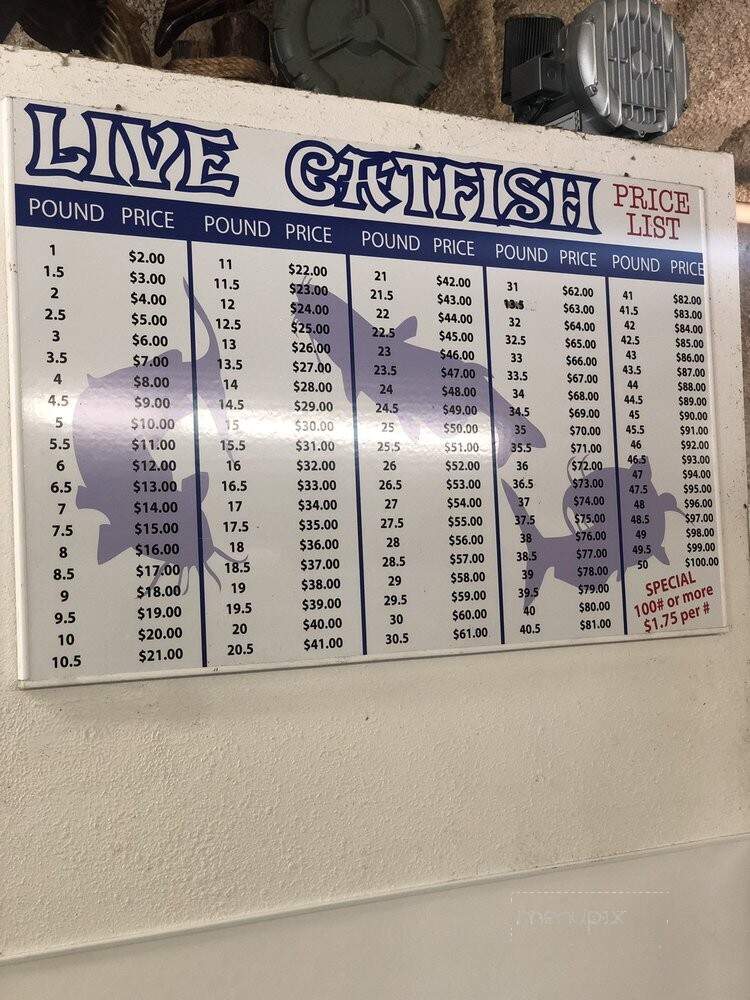 LIVE CATFISH PRICE LIST
POUND PRICE POUND PRICE POUND PRICE POUND PRICE POUND PRICE
1 $2.00 11 $22.00 21 $42.00 31 $62.00 41 $82.00
1.5 $3.00 11.5 $23.00 21.5 $43.00 13.5 $63.00 41.5 $83.00
2 $4.00 12 $24.00 22 $44.00 32 $64.00 42 $84.00
2.5 $5.00 12.5 $25.00 22.5 $45.00 32.5 $65.00 42.5 $85.00
3 $6.00 13 $26.00 23 $46.00 33 $66.00 43 $86.00
3.5 $7.00 13.5 $27.00 23.5 $47.00 33.5 $67.00 43.5 $87.00
4 $8.00 14 $28.00 24 $48.00 34 $68.00 44 $88.00
4.5 $9.00 14.5 $29.00 24.5 $49.00 34.5 $69.00 44.5 $89.00
5 $10.00 15 $30.00 25 $50.00 35 $70.00 45 $90.00
5.5 $11.00 15.5 $31.00 25.5 $51.00 35.5 $71.00 45.5 $91.00
6 $12.00 16 $32.00 26 $52.00 36 $72.00 46 $92.00
6.5 $13.00 16.5 $33.00 26.5 $53.00 36.5 $73.00 46.5 $93.00
7 $14.00 17 $34.00 27 $54.00 37 $74.00 47 $94.00
7.5 $15.00 17.5 $35.00 27.5 $55.00 37.5 $75.00 47.5 $95.00
8 $16.00 18 $36.00 28 $56.00 38 $76.00 48 $96.00
8.5 $17.00 18.5 $37.00 28.5 $57.00 38.5 $77.00 48.5 $97.00
9 $18.00 19 $38.00 29 $58.00 39 $78.00 49 $98.00
9.5 $19.00 19.5 $39.00 29.5 $59.00 39.5 $79.00 49.5 $99.00
10 $20.00 20 $40.00 30 $60.00 40 $80.00 50 $100.00
10.5 $21.00 20.5 $41.00 30.5 $61.00 40.5 $81.00
SPECIAL
100# or more
$1.75 per #
menupix